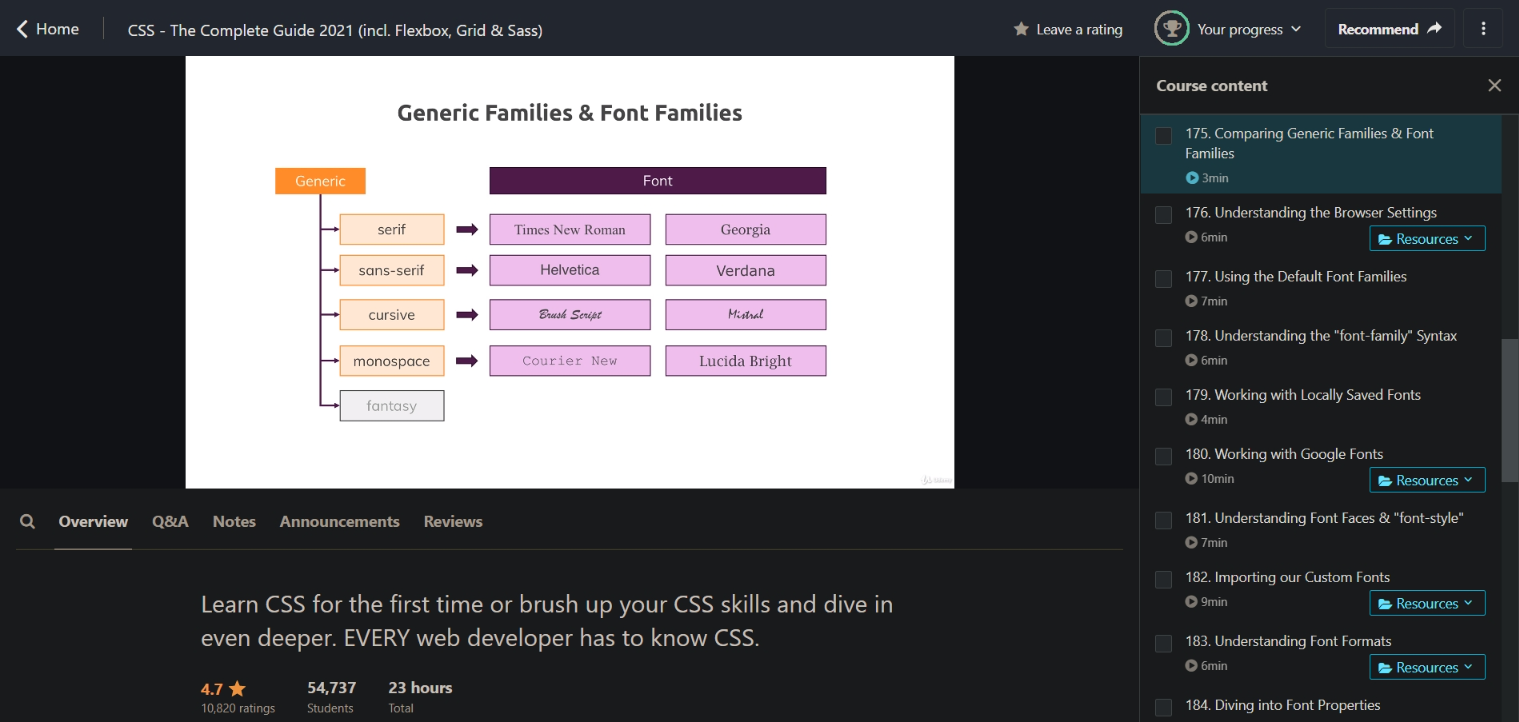 Home
CSS - The Complete Guide 2021 (incl. Flexbox, Grid & Sass)
Leave a rating
Your progress
Recommend
Generic Families & Font Families
Generic
Font
serif
Times New Roman
Georgia
sans-serif
Helvetica
Verdana
cursive
Brush Script
Mistral
monospace
Courier New
Lucida Bright
fantasy
Overview
Q&A
Notes
Announcements
Reviews
Learn CSS for the first time or brush up your CSS skills and dive in
even deeper. EVERY web developer has to know CSS.
4.7
54,737
23 hours
10,820 ratings
Students
Total
Course content
175. Comparing Generic Families & Font
Families
3min
176. Understanding the Browser Settings
6min
Resources
177. Using the Default Font Families
7min
178. Understanding the "font-family" Syntax
6min
179. Working with Locally Saved Fonts
4min
180. Working with Google Fonts
10min
Resources
181. Understanding Font Faces & "font-style"
7min
182. Importing our Custom Fonts
9min
Resources
183. Understanding Font Formats
6min
Resources
184. Diving into Font Properties